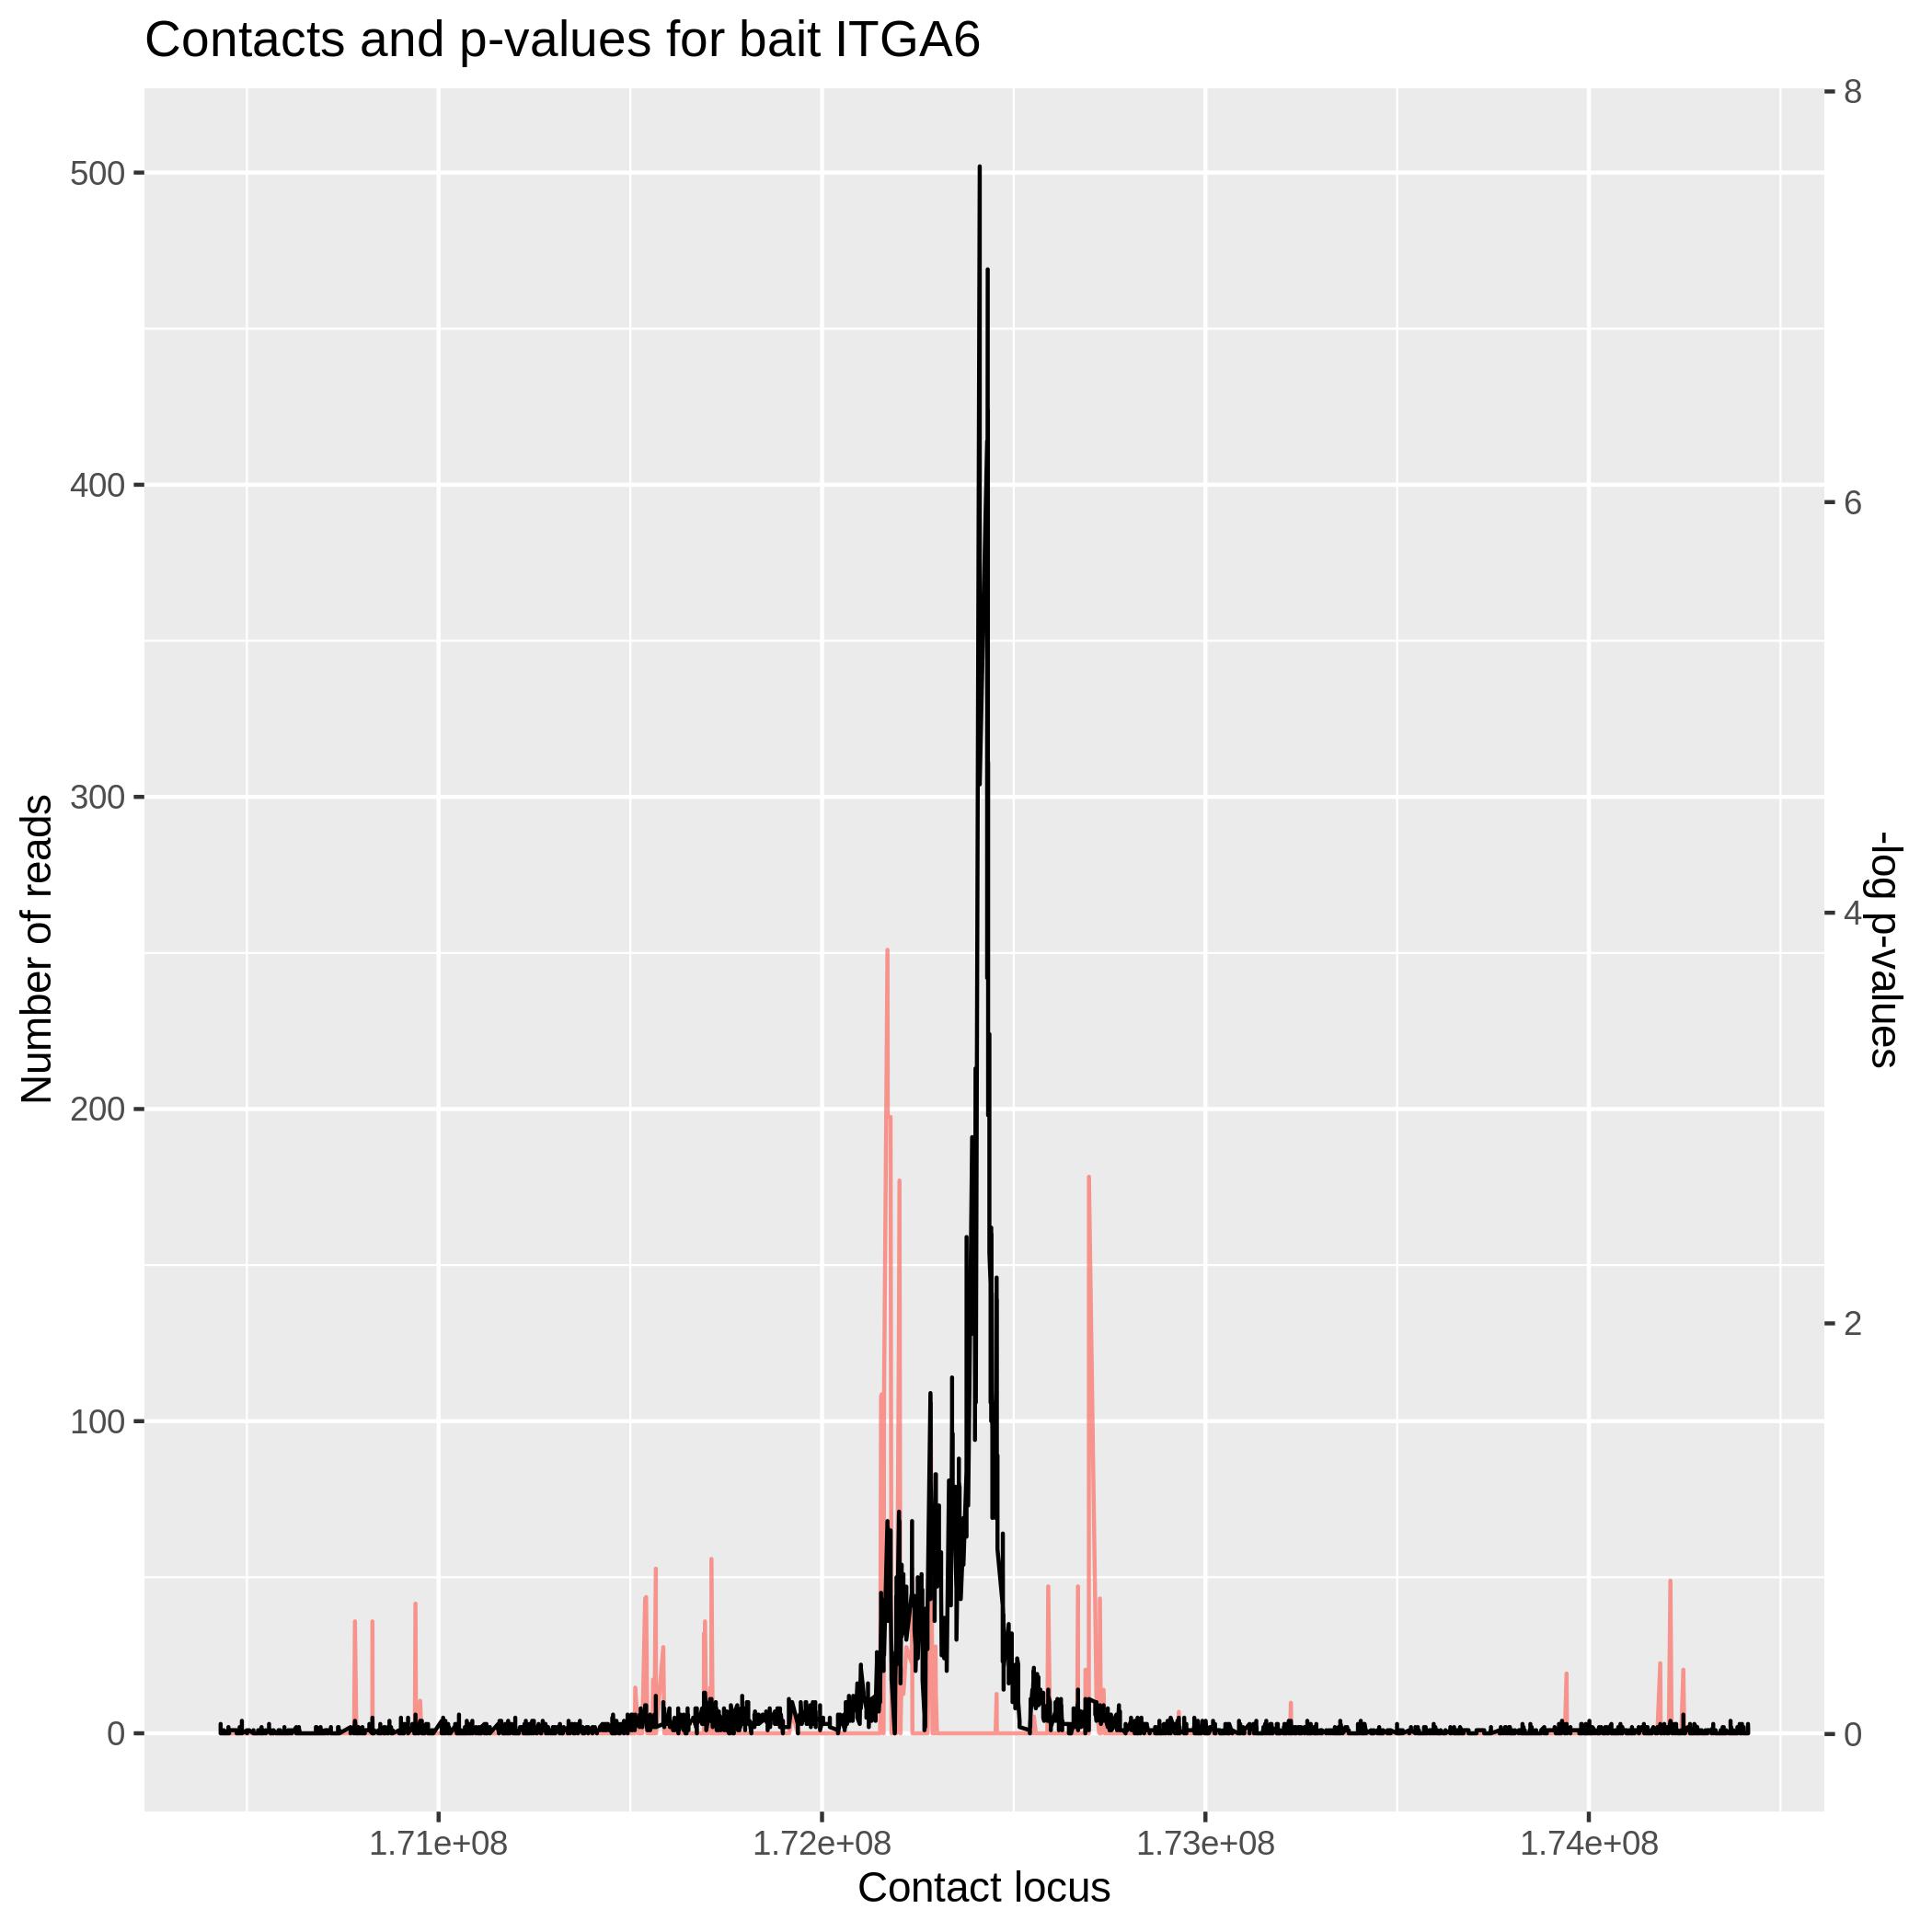 Contacts and p-values for bait ITGA6
8
500
6
400
300
4
200
2
100
0
0
Number of reads
-log p-values
1.71e+08
1.72e+08
1.73e+08
1.74e+08
Contact locus